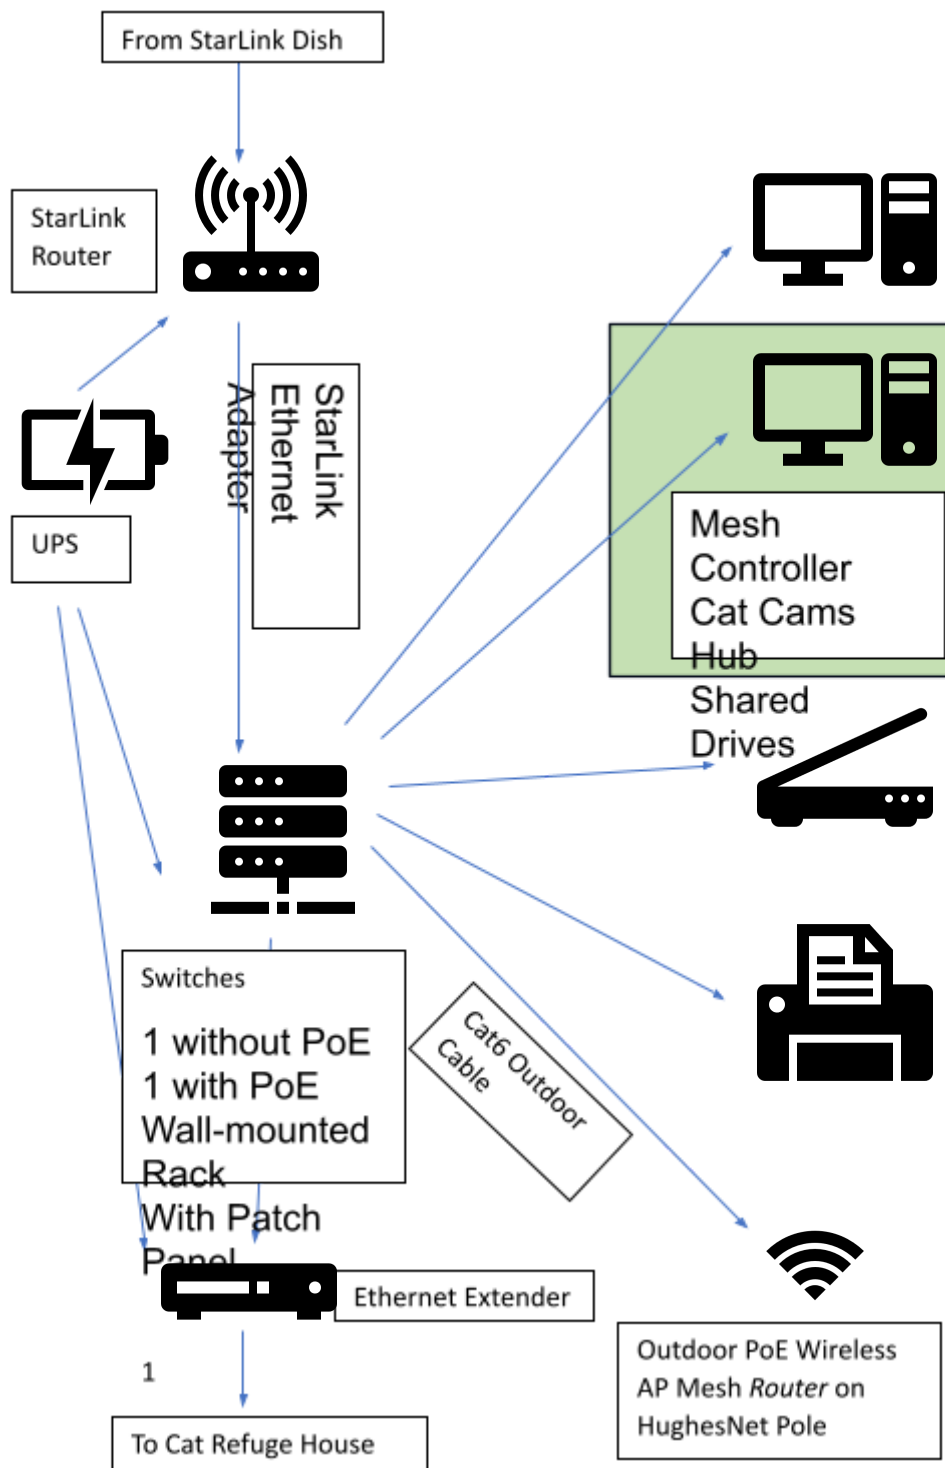 From StarLink Dish
StarLink
Router
StarLink
Ethernet
Adapter
UPS
Mesh
Controller
Cat Cams
Hub
Shared
Drives
Switches
1 without PoE
1 with PoE
Wall-mounted
Rack
With Patch
Panel
Cat6 Outdoor
Cable
Ethernet Extender
Outdoor PoE Wireless
AP Mesh Router on
HughesNet Pole
1
To Cat Refuge House